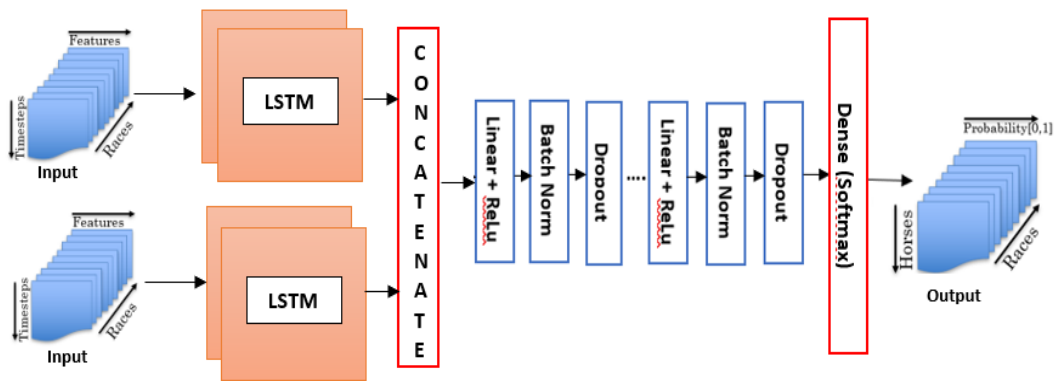 Features
Timesteps
Races
Input
LSTM
Features
Timesteps
Races
Input
LSTM
CONCATENATE
Linear + ReLu
Batch Norm
Dropout
....
Linear + ReLu
Batch Norm
Dropout
Dense (Softmax)
Probability[0,1]
Horses
Races
Output